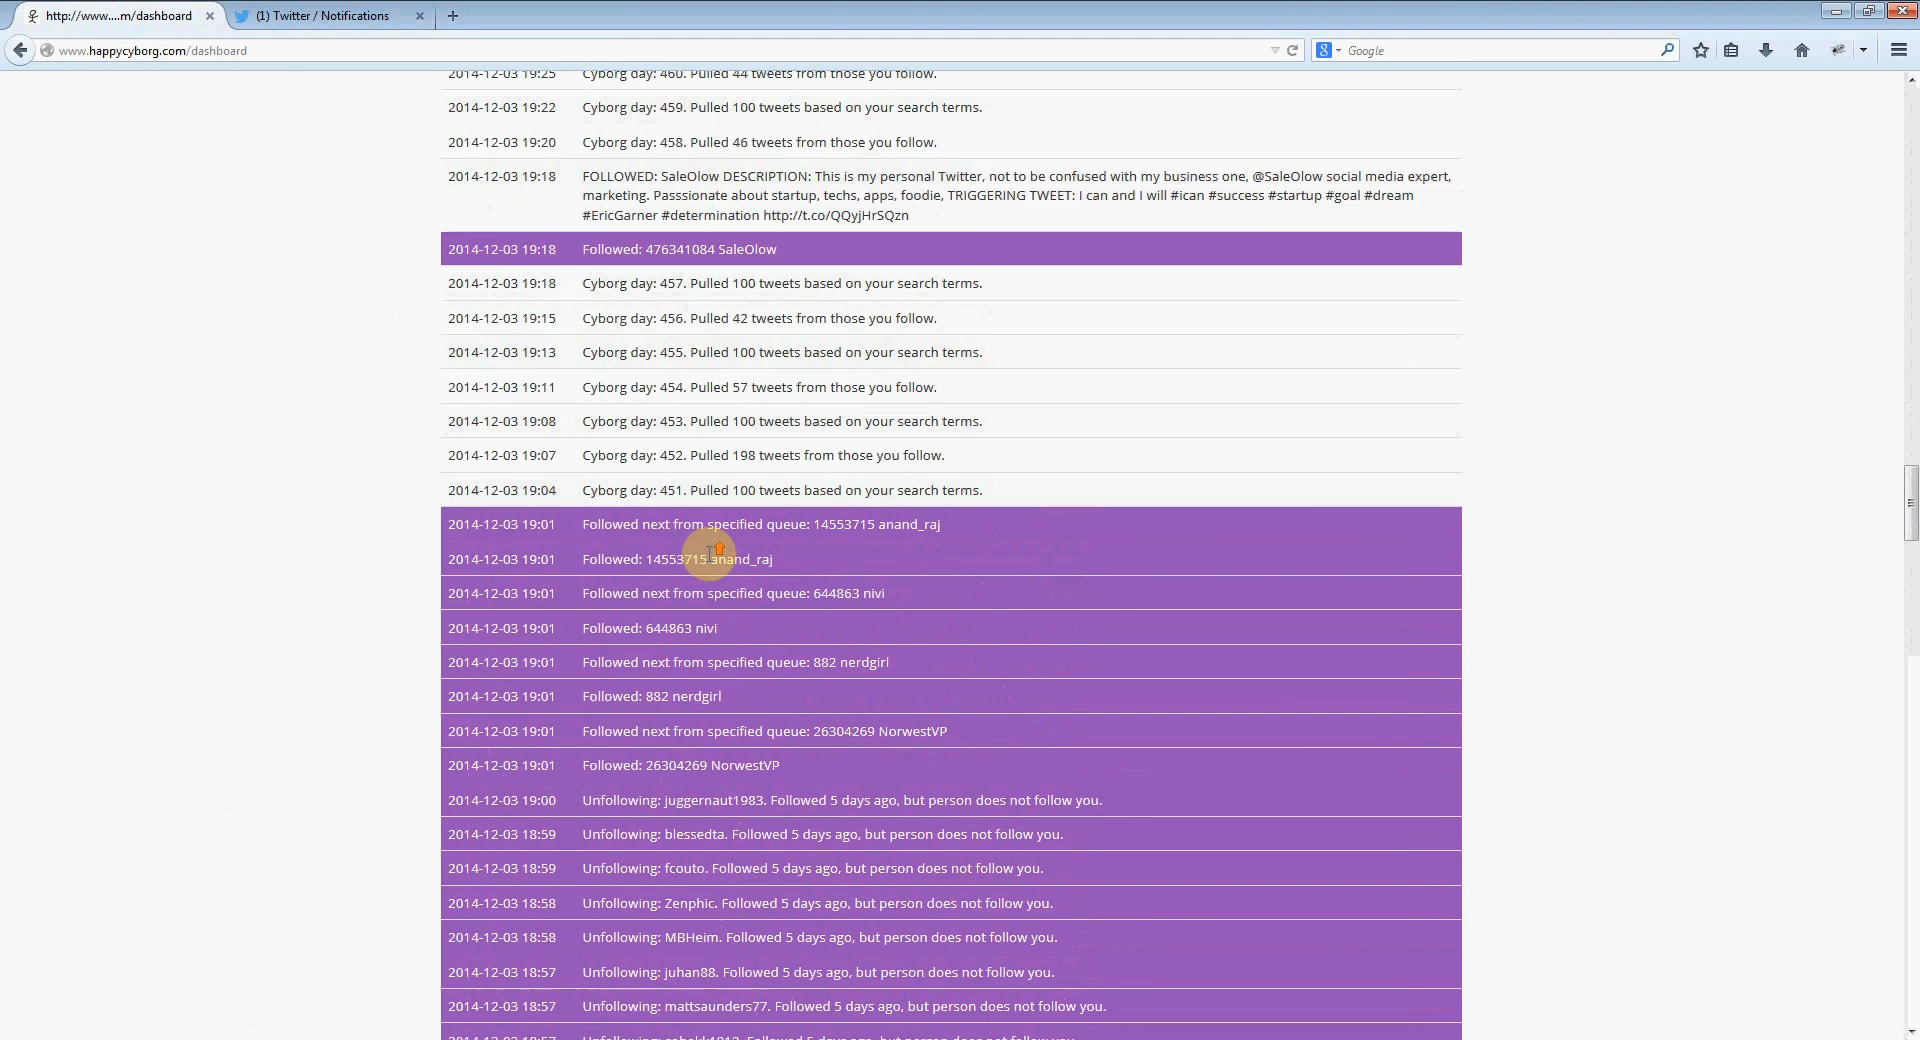 http://www....m/dashboard
(1) Twitter / Notifications
www.happycyborg.com/dashboard
Google
2014-12-03 19:25 Cyborg day: 460. Pulled 44 tweets from those you follow.
2014-12-03 19:22 Cyborg day: 459. Pulled 100 tweets based on your search terms.
2014-12-03 19:20 Cyborg day: 458. Pulled 46 tweets from those you follow.
2014-12-03 19:18 FOLLOWED: SaleOlow DESCRIPTION: This is my personal Twitter, not to be confused with my business one, @SaleOlow social media expert,
marketing. Passsionate about startup, techs, apps, foodie, TRIGGERING TWEET: I can and I will #ican #success #startup #goal #dream
#EricGarner #determination http://t.co/QQyjHrSQzn
2014-12-03 19:18 Followed: 476341084 SaleOlow
2014-12-03 19:18 Cyborg day: 457. Pulled 100 tweets based on your search terms.
2014-12-03 19:15 Cyborg day: 456. Pulled 42 tweets from those you follow.
2014-12-03 19:13 Cyborg day: 455. Pulled 100 tweets based on your search terms.
2014-12-03 19:11 Cyborg day: 454. Pulled 57 tweets from those you follow.
2014-12-03 19:08 Cyborg day: 453. Pulled 100 tweets based on your search terms.
2014-12-03 19:07 Cyborg day: 452. Pulled 198 tweets from those you follow.
2014-12-03 19:04 Cyborg day: 451. Pulled 100 tweets based on your search terms.
2014-12-03 19:01 Followed next from specified queue: 14553715 anand_raj
2014-12-03 19:01 Followed: 14553715 anand_raj
2014-12-03 19:01 Followed next from specified queue: 644863 nivi
2014-12-03 19:01 Followed: 644863 nivi
2014-12-03 19:01 Followed next from specified queue: 882 nerdgirl
2014-12-03 19:01 Followed: 882 nerdgirl
2014-12-03 19:01 Followed next from specified queue: 26304269 NorwestVP
2014-12-03 19:01 Followed: 26304269 NorwestVP
2014-12-03 19:00 Unfollowing: juggernaut1983. Followed 5 days ago, but person does not follow you.
2014-12-03 18:59 Unfollowing: blessedta. Followed 5 days ago, but person does not follow you.
2014-12-03 18:59 Unfollowing: fcouto. Followed 5 days ago, but person does not follow you.
2014-12-03 18:58 Unfollowing: Zenphic. Followed 5 days ago, but person does not follow you.
2014-12-03 18:58 Unfollowing: MBHeim. Followed 5 days ago, but person does not follow you.
2014-12-03 18:57 Unfollowing: juhan88. Followed 5 days ago, but person does not follow you.
2014-12-03 18:57 Unfollowing: mattsaunders77. Followed 5 days ago, but person does not follow you.